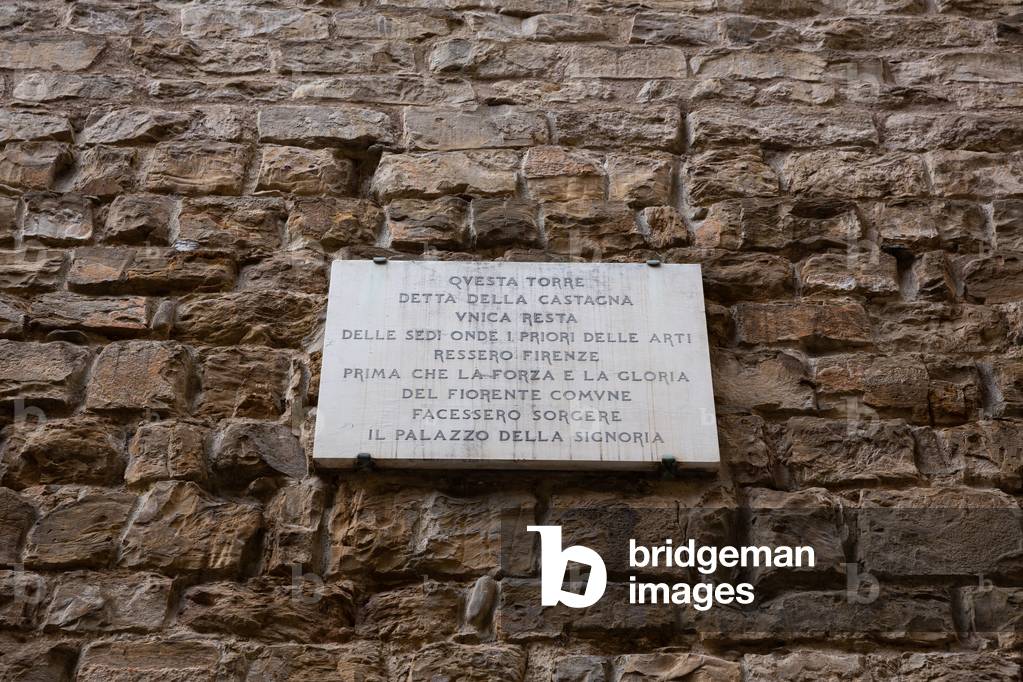 QVESTA TORRE
DETTA DELLA CASTAGNA
VNICA RESTA
DELLE SEDI ONDE I PRIORI DELLE ARTI
RESSERO FIRENZE
PRIMA CHE LA FORZA E LA GLORIA
DEL FIORENTE COMVNE
FACESSERO SORGERE
IL PALAZZO DELLA SIGNORIA
b bridgeman
images